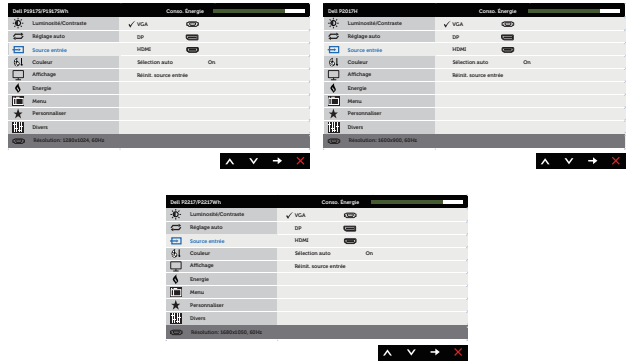 Dell P1917S/P1917SWh Conso. Énergie
Luminosité/Contraste VGA
Réglage auto DP
Source entrée HDMI
Couleur Sélection auto On
Affichage Réinit. source entrée
Energie
Menu
Personnaliser
Divers
Résolution: 1280x1024, 60Hz
Dell P2017H Conso. Énergie
Luminosité/Contraste VGA
Réglage auto DP
Source entrée HDMI
Couleur Sélection auto On
Affichage Réinit. source entrée
Energie
Menu
Personnaliser
Divers
Résolution: 1600x900, 60Hz
Dell P2217/P2217Wh Conso. Énergie
Luminosité/Contraste VGA
Réglage auto DP
Source entrée HDMI
Couleur Sélection auto On
Affichage Réinit. source entrée
Energie
Menu
Personnaliser
Divers
Résolution: 1680x1050, 60Hz